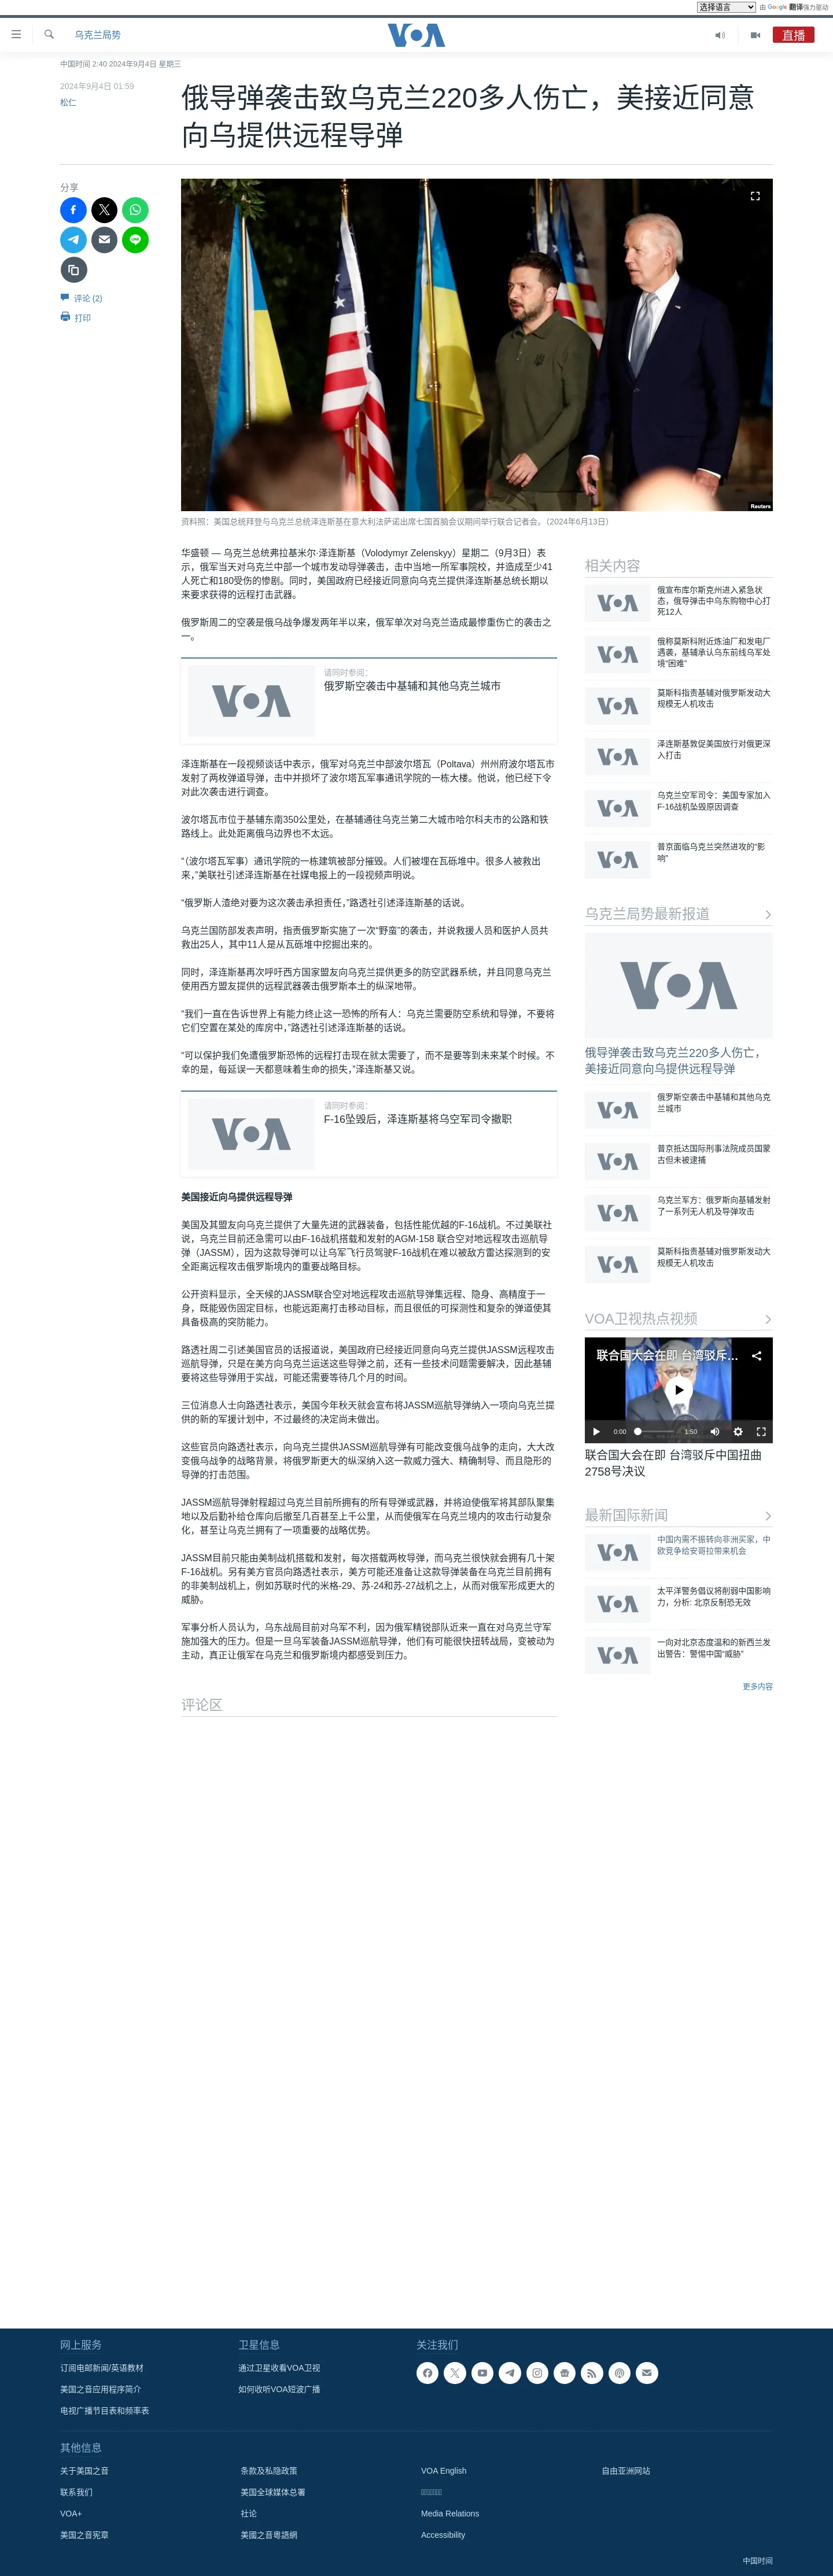 选择语言 由 Google 翻译强力驱动
乌克兰局势
VOA
直播
中国时间 2:40 2024年9月4日 星期三
2024年9月4日 01:59
松仁
俄导弹袭击致乌克兰220多人伤亡，美接近同意
向乌提供远程导弹
分享
评论 (2)
打印
Reuters
资料照：美国总统拜登与乌克兰总统泽连斯基在意大利法萨诺出席七国首脑会议期间举行联合记者会。（2024年6月13日）
华盛顿 — 乌克兰总统弗拉基米尔·泽连斯基（Volodymyr Zelenskyy）星期二（9月3日）表
示，俄军当天对乌克兰中部一个城市发动导弹袭击，击中当地一所军事院校，并造成至少41
人死亡和180受伤的惨剧。同时，美国政府已经接近同意向乌克兰提供泽连斯基总统长期以
来要求获得的远程打击武器。
俄罗斯周二的空袭是俄乌战争爆发两年半以来，俄军单次对乌克兰造成最惨重伤亡的袭击之
一。
VOA
请同时参阅：
俄罗斯空袭击中基辅和其他乌克兰城市
泽连斯基在一段视频谈话中表示，俄军对乌克兰中部波尔塔瓦（Poltava）州州府波尔塔瓦市
发射了两枚弹道导弹，击中并损坏了波尔塔瓦军事通讯学院的一栋大楼。他说，他已经下令
对此次袭击进行调查。
波尔塔瓦市位于基辅东南350公里处，在基辅通往乌克兰第二大城市哈尔科夫市的公路和铁
路线上。此处距离俄乌边界也不太远。
“（波尔塔瓦军事）通讯学院的一栋建筑被部分摧毁。人们被埋在瓦砾堆中。很多人被救出
来，”美联社引述泽连斯基在社媒电报上的一段视频声明说。
“俄罗斯人渣绝对要为这次袭击承担责任，”路透社引述泽连斯基的话说。
乌克兰国防部发表声明，指责俄罗斯实施了一次“野蛮”的袭击，并说救援人员和医护人员共
救出25人，其中11人是从瓦砾堆中挖掘出来的。
同时，泽连斯基再次呼吁西方国家盟友向乌克兰提供更多的防空武器系统，并且同意乌克兰
使用西方盟友提供的远程武器袭击俄罗斯本土的纵深地带。
“我们一直在告诉世界上有能力终止这一恐怖的所有人：乌克兰需要防空系统和导弹，不要将
它们空置在某处的库房中，”路透社引述泽连斯基的话说。
“可以保护我们免遭俄罗斯恐怖的远程打击现在就太需要了，而不是要等到未来某个时候。不
幸的是，每延误一天都意味着生命的损失，”泽连斯基又说。
VOA
请同时参阅：
F-16坠毁后，泽连斯基将乌空军司令撤职
美国接近向乌提供远程导弹
美国及其盟友向乌克兰提供了大量先进的武器装备，包括性能优越的F-16战机。不过美联社
说，乌克兰目前还急需可以由F-16战机搭载和发射的AGM-158 联合空对地远程攻击巡航导
弹（JASSM），因为这款导弹可以让乌军飞行员驾驶F-16战机在难以被敌方雷达探测到的安
全距离远程攻击俄罗斯境内的重要战略目标。
公开资料显示，全天候的JASSM联合空对地远程攻击巡航导弹集远程、隐身、高精度于一
身，既能毁伤固定目标，也能远距离打击移动目标，而且很低的可探测性和复杂的弹道使其
具备极高的突防能力。
路透社周二引述美国官员的话报道说，美国政府已经接近同意向乌克兰提供JASSM远程攻击
巡航导弹，只是在美方向乌克兰运送这些导弹之前，还有一些技术问题需要解决，因此基辅
要将这些导弹用于实战，可能还需要等待几个月的时间。
三位消息人士向路透社表示，美国今年秋天就会宣布将JASSM巡航导弹纳入一项向乌克兰提
供的新的军援计划中，不过最终的决定尚未做出。
这些官员向路透社表示，向乌克兰提供JASSM巡航导弹有可能改变俄乌战争的走向，大大改
变俄乌战争的战略背景，将俄罗斯更大的纵深纳入这一款威力强大、精确制导、而且隐形的
导弹的打击范围。
JASSM巡航导弹射程超过乌克兰目前所拥有的所有导弹或武器，并将迫使俄军将其部队聚集
地以及后勤补给仓库向后撤至几百甚至上千公里，从而使俄军在乌克兰境内的攻击行动复杂
化，甚至让乌克兰拥有了一项重要的战略优势。
JASSM目前只能由美制战机搭载和发射，每次搭载两枚导弹，而乌克兰很快就会拥有几十架
F-16战机。另有美方官员向路透社表示，美方可能还准备让这款导弹装备在乌克兰目前拥有
的非美制战机上，例如苏联时代的米格-29、苏-24和苏-27战机之上，从而对俄军形成更大的
威胁。
军事分析人员认为，乌东战局目前对乌军不利，因为俄军精锐部队近来一直在对乌克兰守军
施加强大的压力。但是一旦乌军装备JASSM巡航导弹，他们有可能很快扭转战局，变被动为
主动，真正让俄军在乌克兰和俄罗斯境内都感受到压力。
评论区
相关内容
VOA
俄宣布库尔斯克州进入紧急状
态，俄导弹击中乌东购物中心打
死12人
VOA
俄称莫斯科附近炼油厂和发电厂
遇袭，基辅承认乌东前线乌军处
境“困难”
VOA
莫斯科指责基辅对俄罗斯发动大
规模无人机攻击
VOA
泽连斯基敦促美国放行对俄更深
入打击
VOA
乌克兰空军司令：美国专家加入
F-16战机坠毁原因调查
VOA
普京面临乌克兰突然进攻的“影
响”
乌克兰局势最新报道
VOA
俄导弹袭击致乌克兰220多人伤亡，
美接近同意向乌提供远程导弹
VOA
俄罗斯空袭击中基辅和其他乌克
兰城市
VOA
普京抵达国际刑事法院成员国蒙
古但未被逮捕
VOA
乌克兰军方：俄罗斯向基辅发射
了一系列无人机及导弹攻击
VOA
莫斯科指责基辅对俄罗斯发动大
规模无人机攻击
VOA卫视热点视频
联合国大会在即 台湾驳斥…
0:00 1:50
联合国大会在即 台湾驳斥中国扭曲
2758号决议
最新国际新闻
VOA
中国内需不振转向非洲买家，中
欧竞争给安哥拉带来机会
VOA
太平洋警务倡议将削弱中国影响
力，分析: 北京反制恐无效
VOA
一向对北京态度温和的新西兰发
出警告：警惕中国“威胁”
更多内容
网上服务
订阅电邮新闻/英语教材
美国之音应用程序简介
电视广播节目表和频率表
卫星信息
通过卫星收看VOA卫视
如何收听VOA短波广播
关注我们
其他信息
关于美国之音
联系我们
VOA+
美国之音宪章
条款及私隐政策
美国全球媒体总署
社论
美國之音粵語網
VOA English
Media Relations
Accessibility
自由亚洲网站
中国时间